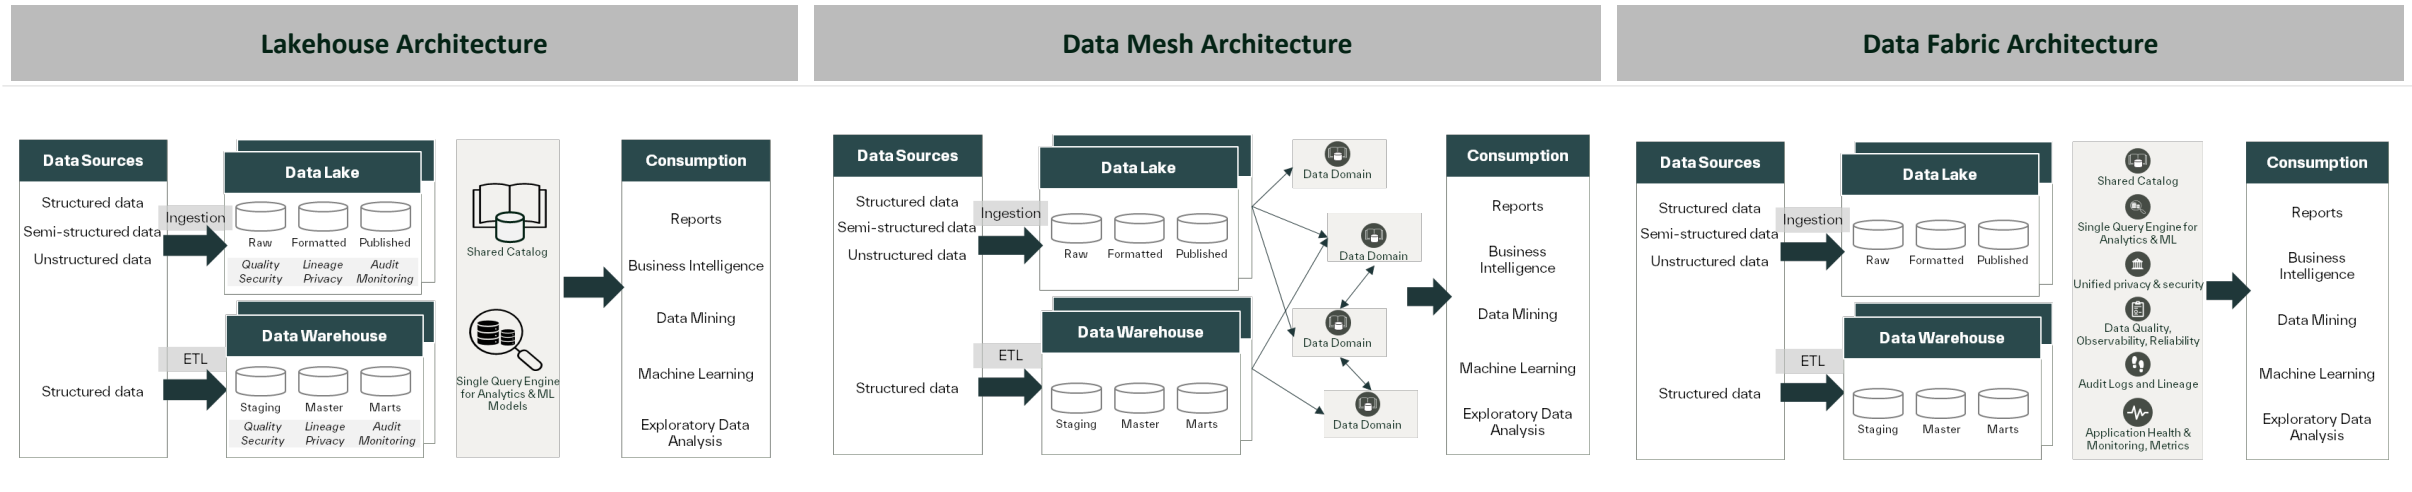 Lakehouse Architecture
Data Sources
Structured data
Semi-structured data
Unstructured data
Structured data
Ingestion
ETL
Data Lake
Raw
Formatted
Published
Quality
Security
Lineage
Privacy
Audit
Monitoring
Data Warehouse
Staging
Master
Marts
Quality
Security
Lineage
Privacy
Audit
Monitoring
Shared Catalog
Single Query Engine
for Analytics & ML
Models
Consumption
Reports
Business Intelligence
Data Mining
Machine Learning
Exploratory Data
Analysis
Data Mesh Architecture
Data Sources
Structured data
Semi-structured data
Unstructured data
Structured data
Ingestion
ETL
Data Lake
Raw
Formatted
Published
Data Warehouse
Staging
Master
Marts
Data Domain
Data Domain
Data Domain
Data Domain
Consumption
Reports
Business
Intelligence
Data Mining
Machine Learning
Exploratory Data
Analysis
Data Fabric Architecture
Data Sources
Structured data
Semi-structured data
Unstructured data
Structured data
Ingestion
ETL
Data Lake
Raw
Formatted
Published
Data Warehouse
Staging
Master
Marts
Shared Catalog
Single Query Engine for
Analytics & ML
Unified privacy & security
Data Quality,
Observability, Reliability
Audit Logs and Lineage
Application Health &
Monitoring, Metrics
Consumption
Reports
Business
Intelligence
Data Mining
Machine Learning
Exploratory Data
Analysis